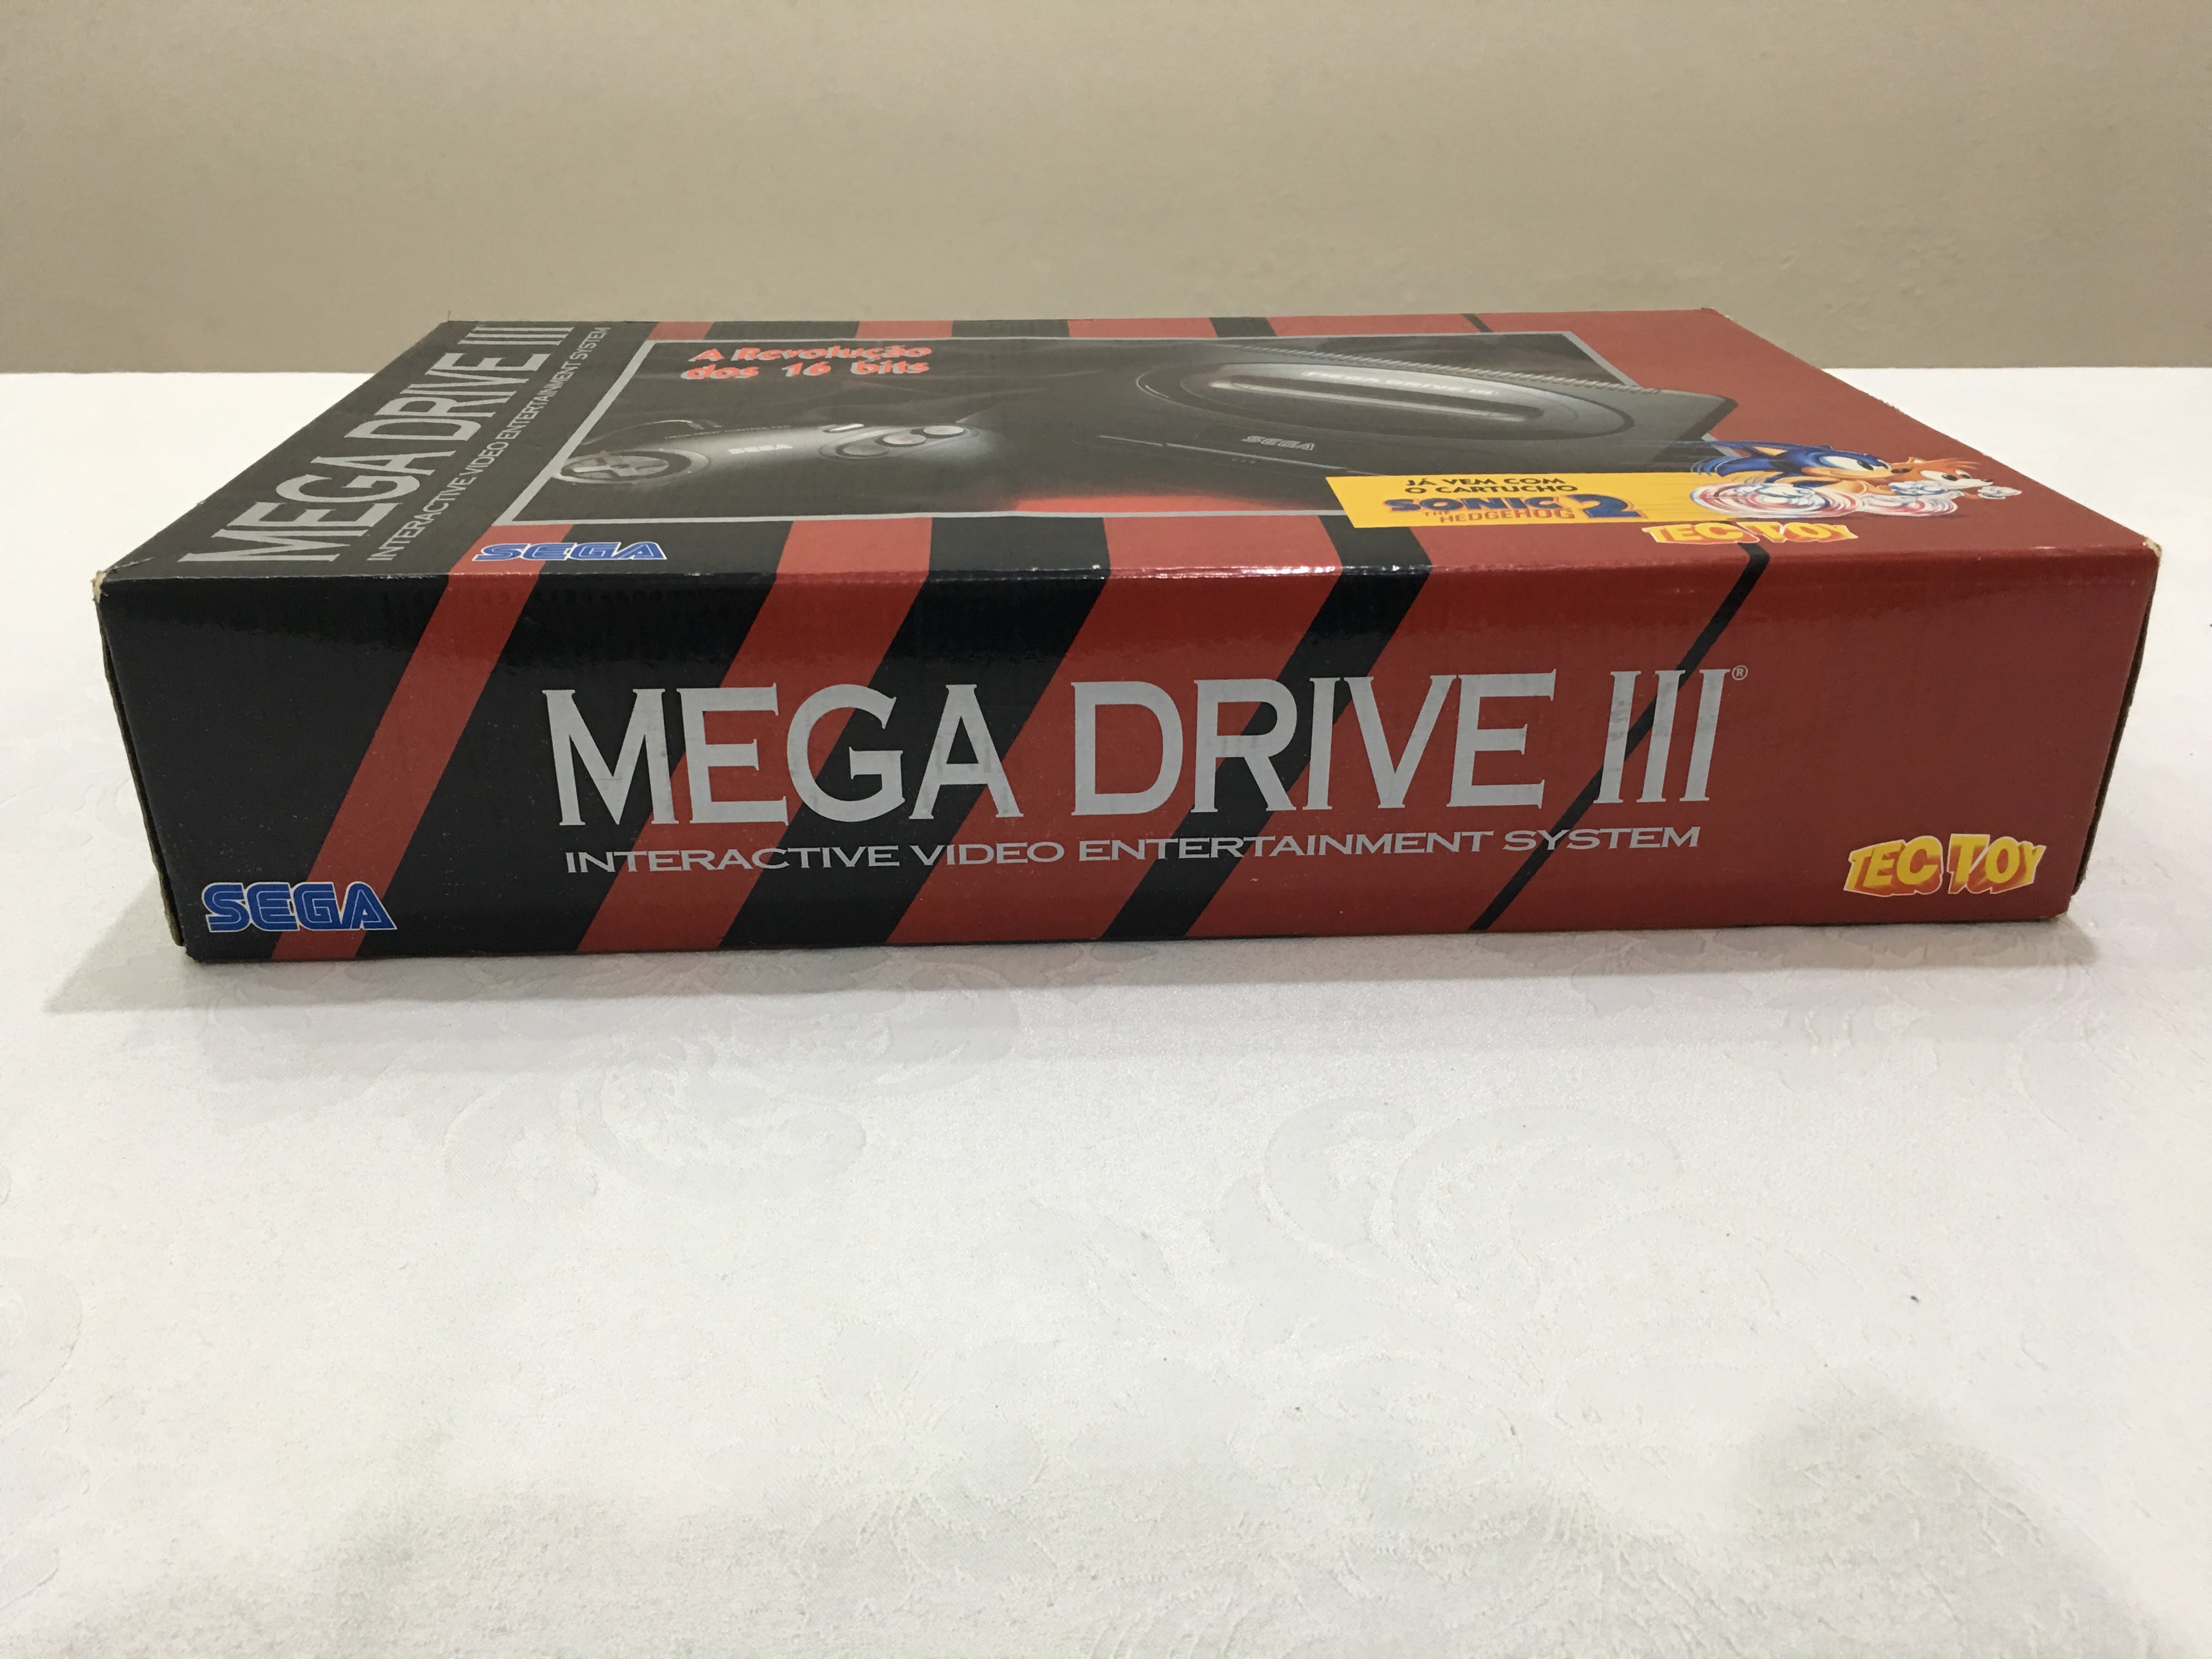 MEGA DRIVE III
INTERACTIVE VIDEO ENTERTAINMENT SYSTEM
A Revolução
dos 16 bits
SEGA
SEGA
JÁ VEM COM
O CARTUCHO
SONIC 2
THE HEDGEHOG
SEGA
TEC TOY
MEGA DRIVE III®
INTERACTIVE VIDEO ENTERTAINMENT SYSTEM
SEGA
TEC TOY